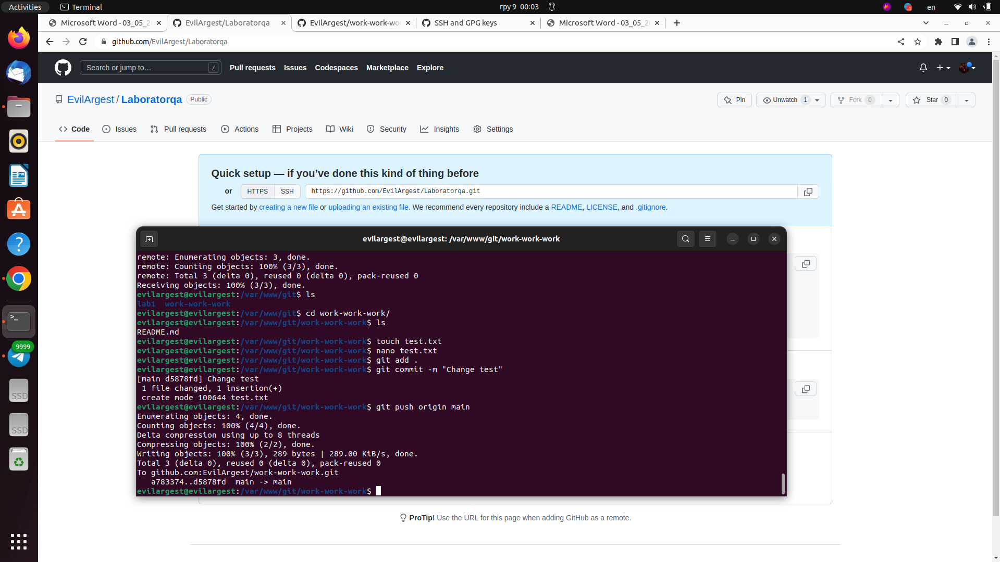 Activities Terminal гру 9 00:03 en
Microsoft Word - 03_05_2 EvilArgest/Laboratorqa EvilArgest/work-work-wo SSH and GPG keys Microsoft Word - 03_05_2
github.com/EvilArgest/Laboratorqa
Search or jump to… / Pull requests Issues Codespaces Marketplace Explore
EvilArgest / Laboratorqa Public Pin Unwatch 1 Fork 0 Star 0
Code Issues Pull requests Actions Projects Wiki Security Insights Settings
Quick setup — if you’ve done this kind of thing before
or HTTPS SSH https://github.com/EvilArgest/Laboratorqa.git
Get started by creating a new file or uploading an existing file. We recommend every repository include a README, LICENSE, and .gitignore.
evilargest@evilargest: /var/www/git/work-work-work
remote: Enumerating objects: 3, done.
remote: Counting objects: 100% (3/3), done.
remote: Total 3 (delta 0), reused 0 (delta 0), pack-reused 0
Receiving objects: 100% (3/3), done.
evilargest@evilargest:/var/www/git$ ls
lab1 work-work-work
evilargest@evilargest:/var/www/git$ cd work-work-work/
evilargest@evilargest:/var/www/git/work-work-work$ ls
README.md
evilargest@evilargest:/var/www/git/work-work-work$ touch test.txt
evilargest@evilargest:/var/www/git/work-work-work$ nano test.txt
evilargest@evilargest:/var/www/git/work-work-work$ git add .
evilargest@evilargest:/var/www/git/work-work-work$ git commit -m "Change test"
[main d5878fd] Change test
1 file changed, 1 insertion(+)
create mode 100644 test.txt
evilargest@evilargest:/var/www/git/work-work-work$ git push origin main
Enumerating objects: 4, done.
Counting objects: 100% (4/4), done.
Delta compression using up to 8 threads
Compressing objects: 100% (2/2), done.
Writing objects: 100% (3/3), 289 bytes | 289.00 KiB/s, done.
Total 3 (delta 0), reused 0 (delta 0), pack-reused 0
To github.com:EvilArgest/work-work-work.git
a783374..d5878fd main -> main
evilargest@evilargest:/var/www/git/work-work-work$
ProTip! Use the URL for this page when adding GitHub as a remote.
>_
9999
SSD
SSD